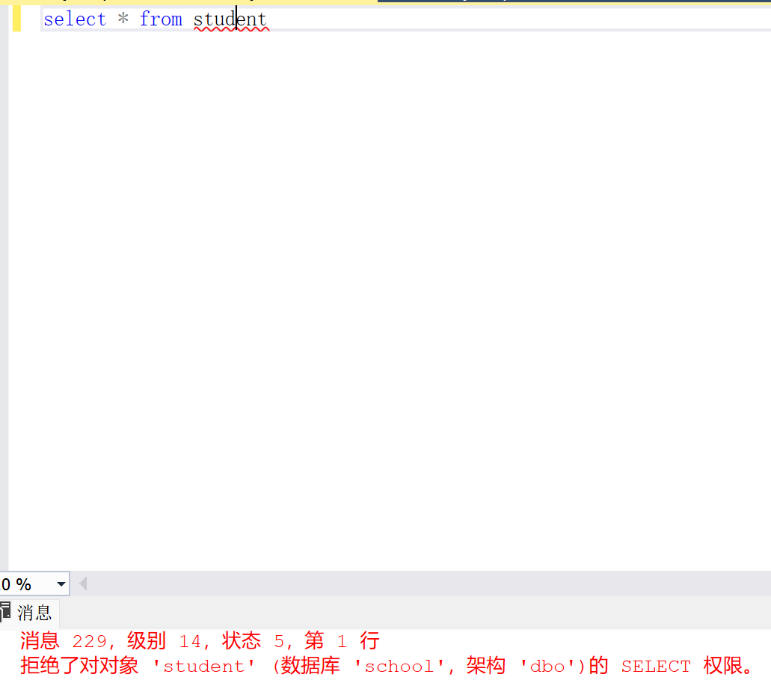 select * from student
0 %
消息
消息 229, 级别 14, 状态 5, 第 1 行
拒绝了对对象 'student' (数据库 'school', 架构 'dbo')的 SELECT 权限。